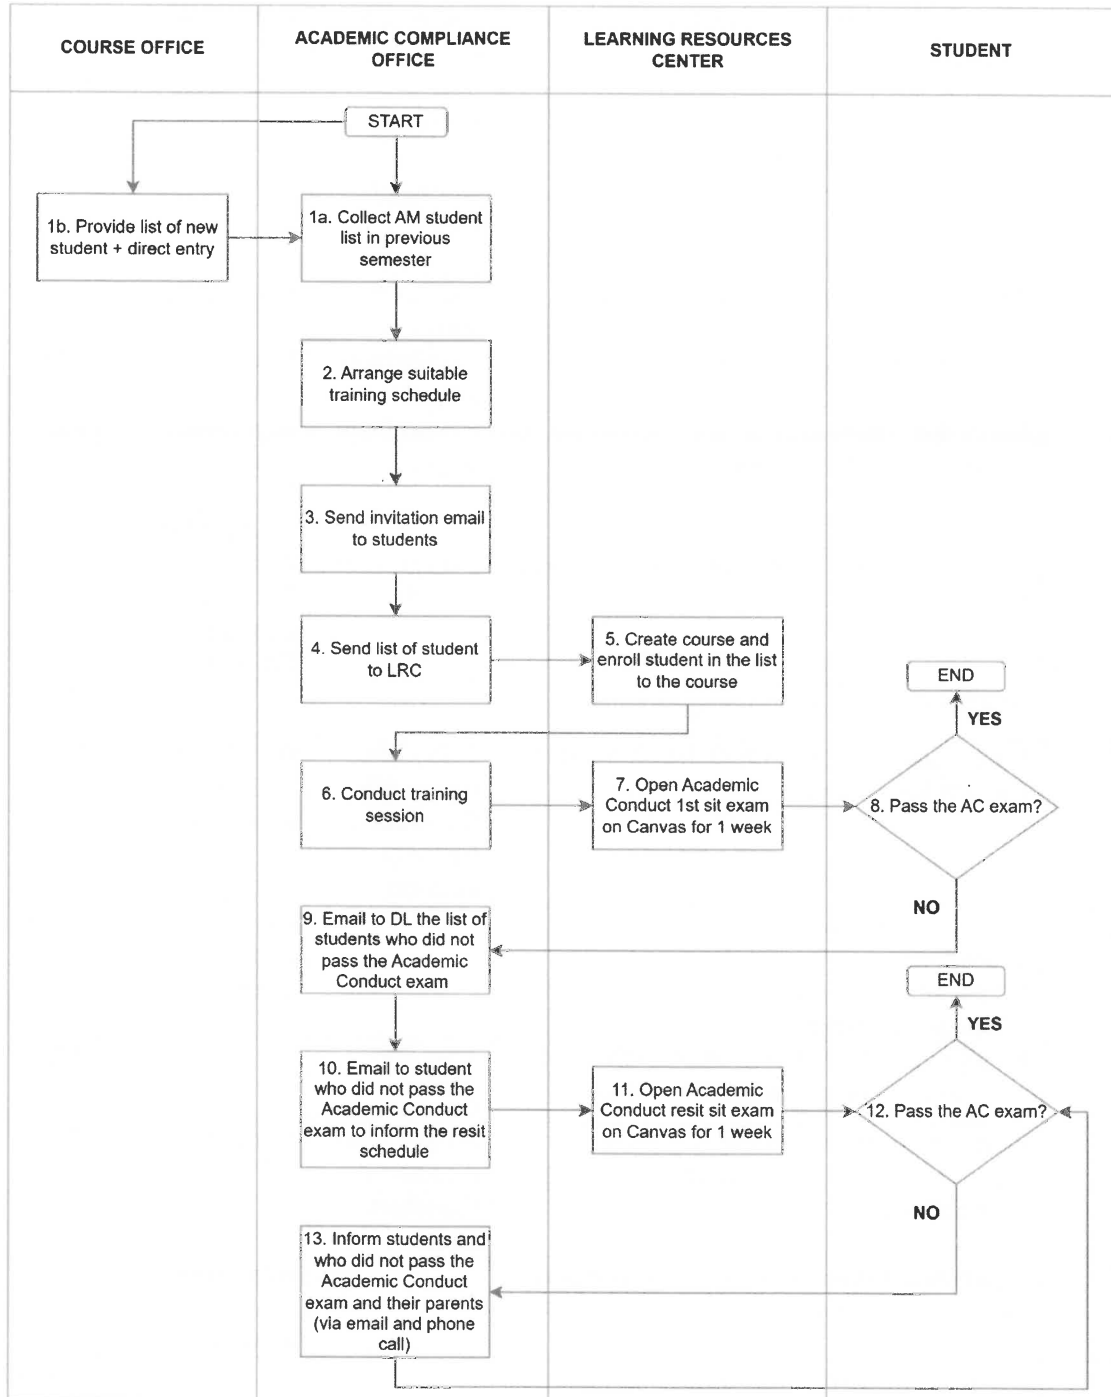 COURSE OFFICE
ACADEMIC COMPLIANCE
OFFICE
LEARNING RESOURCES
CENTER
STUDENT
START
1b. Provide list of new
student + direct entry
1a. Collect AM student
list in previous
semester
2. Arrange suitable
training schedule
3. Send invitation email
to students
4. Send list of student
to LRC
5. Create course and
enroll student in the list
to the course
END
YES
6. Conduct training
session
7. Open Academic
Conduct 1st sit exam
on Canvas for 1 week
8. Pass the AC exam?
NO
9. Email to DL the list of
students who did not
pass the Academic
Conduct exam
END
YES
10. Email to student
who did not pass the
Academic Conduct
exam to inform the resit
schedule
11. Open Academic
Conduct resit sit exam
on Canvas for 1 week
12. Pass the AC exam?
NO
13. Inform students and
who did not pass the
Academic Conduct
exam and their parents
(via email and phone
call)